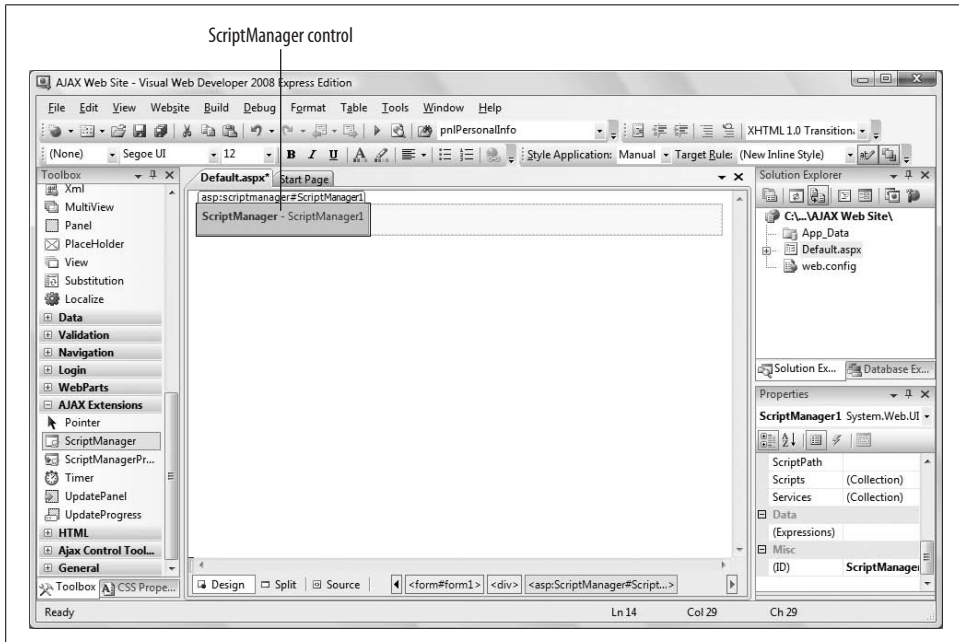 ScriptManager control
AJAX Web Site - Visual Web Developer 2008 Express Edition
File Edit View Website Build Debug Format Table Tools Window Help
pnlPersonalInfo
XHTML 1.0 Transition
(None) Segoe UI 12 B I U A Style Application: Manual Target Rule: (New Inline Style)
Toolbox
Xml
MultiView
Panel
PlaceHolder
View
Substitution
Localize
Data
Validation
Navigation
Login
WebParts
AJAX Extensions
Pointer
ScriptManager
ScriptManagerPr...
Timer
UpdatePanel
UpdateProgress
HTML
Ajax Control Tool...
General
Toolbox CSS Prope...
Default.aspx* Start Page
asp:scriptmanager#ScriptManager1
ScriptManager - ScriptManager1
Design Split Source <form#form1> <div> <asp:ScriptManager#Script...>
Solution Explorer
C:\...\AJAX Web Site\
App_Data
Default.aspx
web.config
Solution Ex... Database Ex...
Properties
ScriptManager1 System.Web.UI
ScriptPath
Scripts (Collection)
Services (Collection)
Data
(Expressions)
Misc
(ID) ScriptManager
Ready Ln 14 Col 29 Ch 29